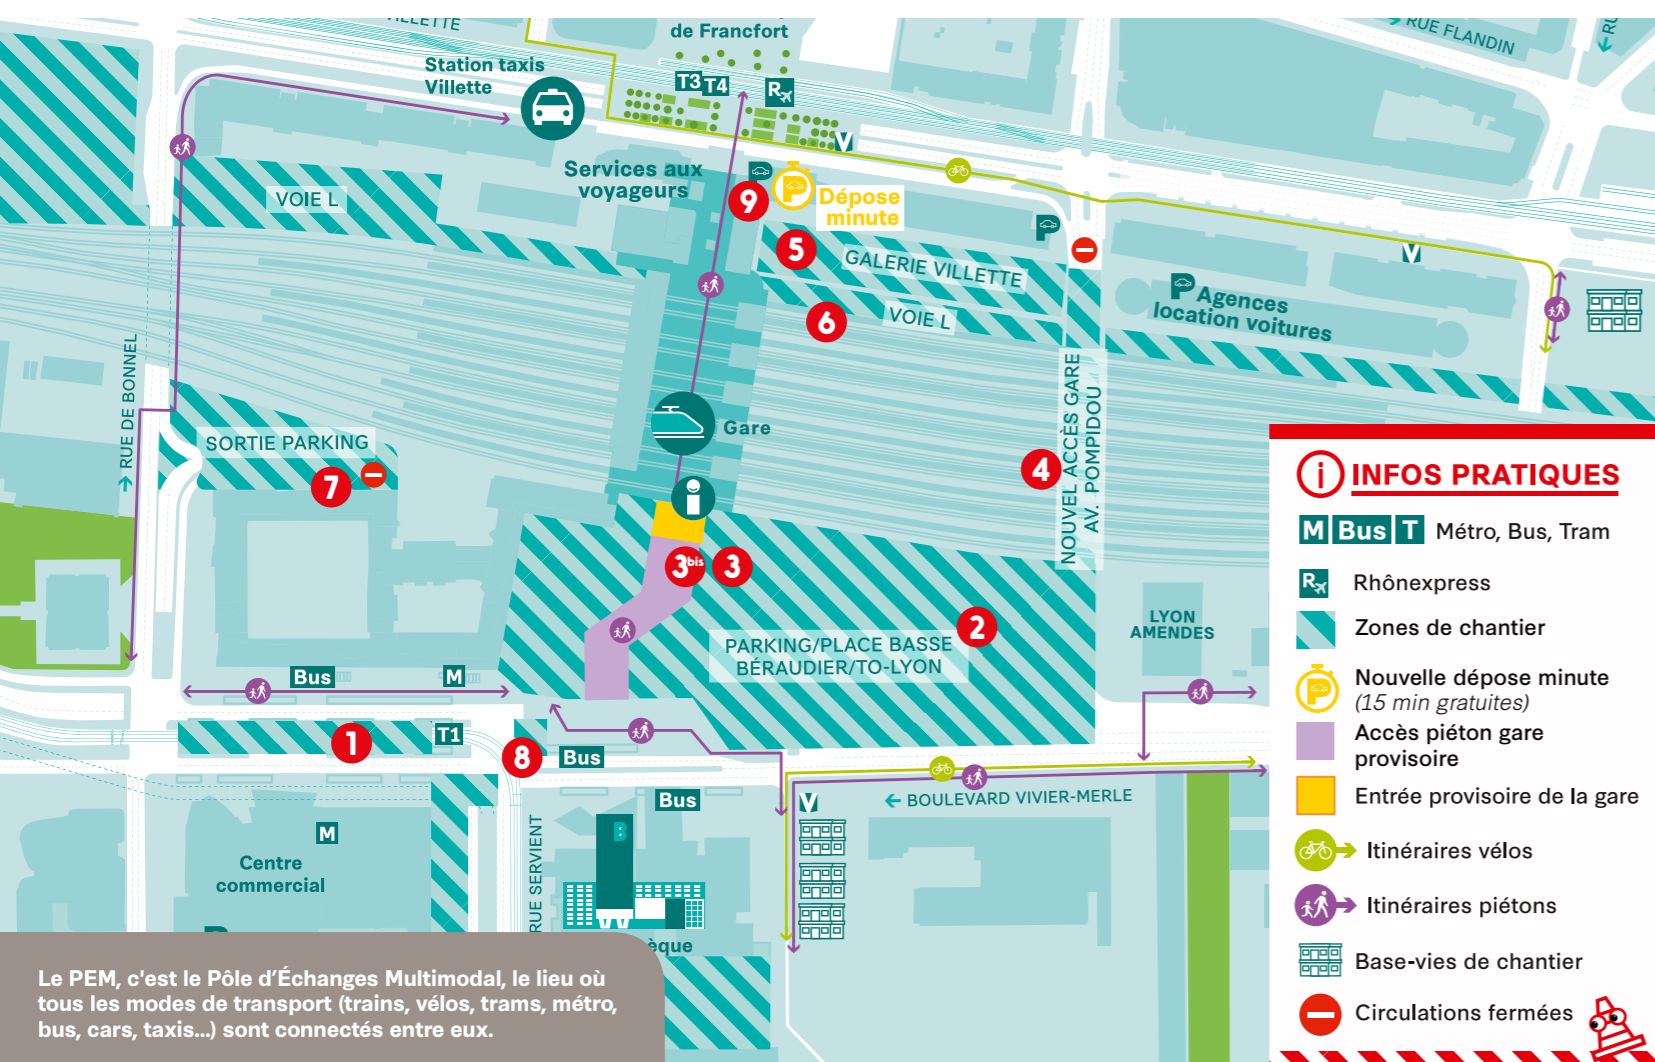 VILLETTE
de Francfort
RUE FLANDIN
RU
Station taxis
Villette
T3 T4
R
V
Services aux
voyageurs
P
P
9
Dépose
minute
VOIE L
5
GALERIE VILLETTE
P
V
6
VOIE L
P Agences
location voitures
RUE DE BONNEL
SORTIE PARKING
7
Gare
4
NOUVEL ACCÈS GARE
AV. POMPIDOU
i
3bis
3
2
PARKING/PLACE BASSE
BÉRAUDIER/TO-LYON
LYON
AMENDES
Bus
M
1
T1
8
Bus
Bus
V
BOULEVARD VIVIER-MERLE
M
Centre
commercial
RUE SERVIENT
B
èque
Le PEM, c'est le Pôle d'Échanges Multimodal, le lieu où
tous les modes de transport (trains, vélos, trams, métro,
bus, cars, taxis...) sont connectés entre eux.
i INFOS PRATIQUES
M Bus T Métro, Bus, Tram
R Rhônexpress
Zones de chantier
P Nouvelle dépose minute
(15 min gratuites)
Accès piéton gare
provisoire
Entrée provisoire de la gare
Itinéraires vélos
Itinéraires piétons
Base-vies de chantier
Circulations fermées